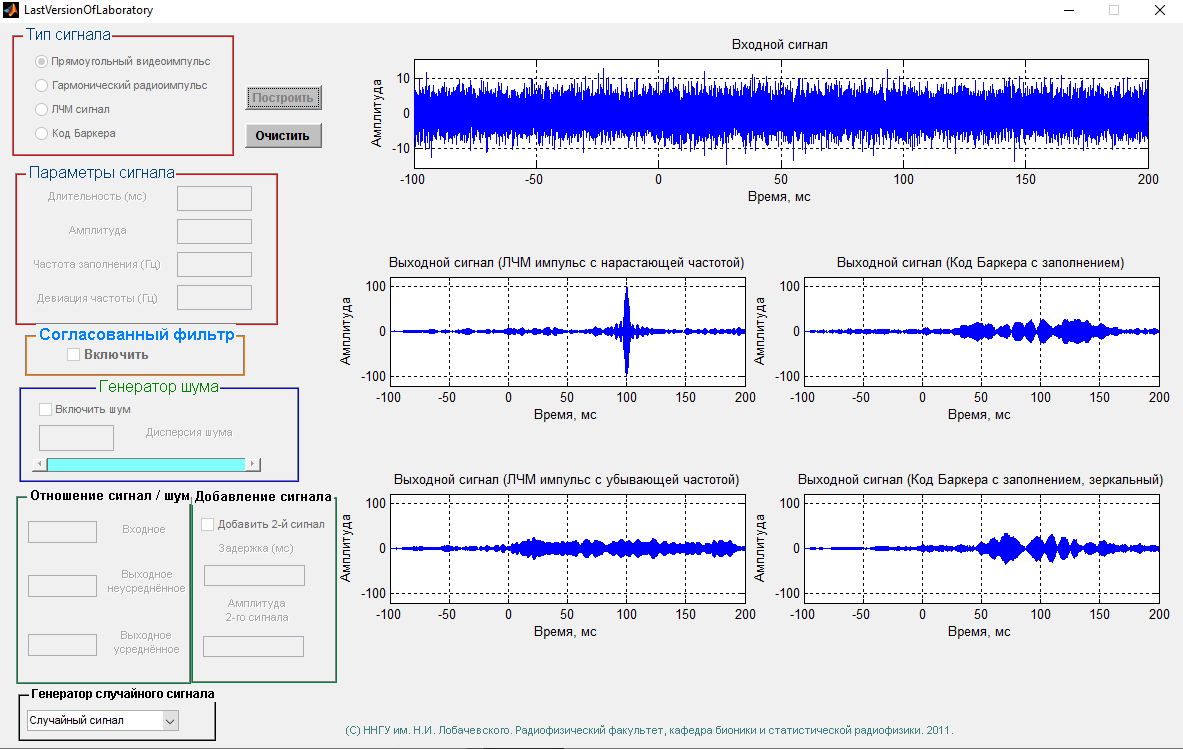 LastVersionOfLaboratory
Тип сигнала
Прямоугольный видеоимпульс
Гармонический радиоимпульс
ЛЧМ сигнал
Код Баркера
Построить
Очистить
Параметры сигнала
Длительность (мс)
Амплитуда
Частота заполнения (Гц)
Девиация частоты (Гц)
Согласованный фильтр
Включить
Генератор шума
Включить шум
Дисперсия шума
Отношение сигнал / шум
Входное
Выходное
неусреднённое
Выходное
усреднённое
Добавление сигнала
Добавить 2-й сигнал
Задержка (мс)
Амплитуда
2-го сигнала
Генератор случайного сигнала
Случайный сигнал
Входной сигнал
Амплитуда
10
0
-10
-100 -50 0 50 100 150 200
Время, мс
Выходной сигнал (ЛЧМ импульс с нарастающей частотой)
Амплитуда
100
0
-100
-100 -50 0 50 100 150 200
Время, мс
Выходной сигнал (Код Баркера с заполнением)
Амплитуда
100
0
-100
-100 -50 0 50 100 150 200
Время, мс
Выходной сигнал (ЛЧМ импульс с убывающей частотой)
Амплитуда
100
0
-100
-100 -50 0 50 100 150 200
Время, мс
Выходной сигнал (Код Баркера с заполнением, зеркальный)
Амплитуда
100
0
-100
-100 -50 0 50 100 150 200
Время, мс
(С) ННГУ им. Н.И. Лобачевского. Радиофизический факультет, кафедра бионики и статистической радиофизики. 2011.